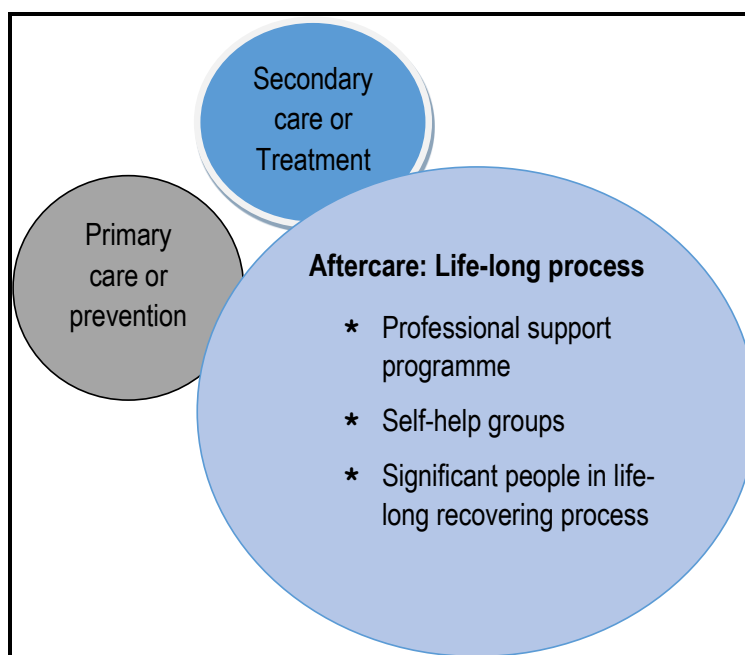 Secondary
care or
Treatment
Primary
care or
prevention
Aftercare: Life-long process
* Professional support
programme
* Self-help groups
* Significant people in life-
long recovering process